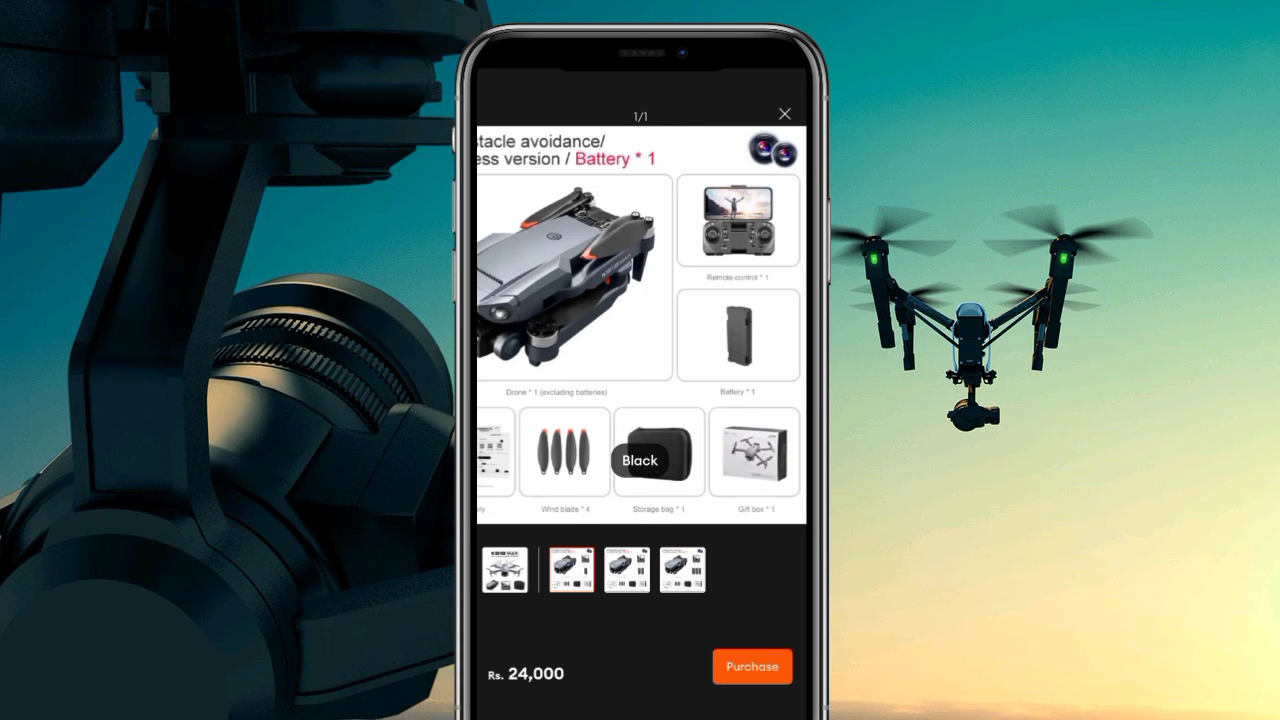 1/1
stacle avoidance/
ess version / Battery * 1
Remote control * 1
Drone * 1 (excluding batteries)
Battery * 1
Black
ry
Wind blade * 4
Storage bag * 1
Gift box * 1
Rs. 24,000
Purchase